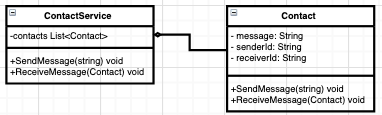 ContactService
-contacts List<Contact>
+SendMessage(string) void
+ReceiveMessage(Contact) void
Contact
- message: String
- senderId: String
- receiverId: String
+SendMessage(string) void
+ReceiveMessage(Contact) void